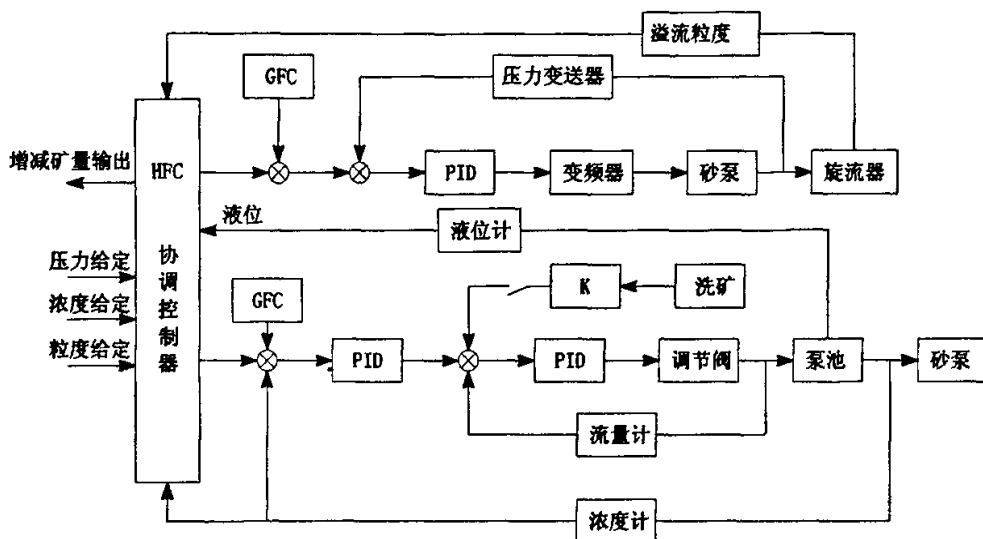 溢流粒度
GFC
压力变送器
增减矿量输出
HFC
PID
变频器
砂泵
旋流器
液位
液位计
压力给定
浓度给定
粒度给定
协调控制器
GFC
K
洗矿
PID
PID
调节阀
泵池
砂泵
流量计
浓度计